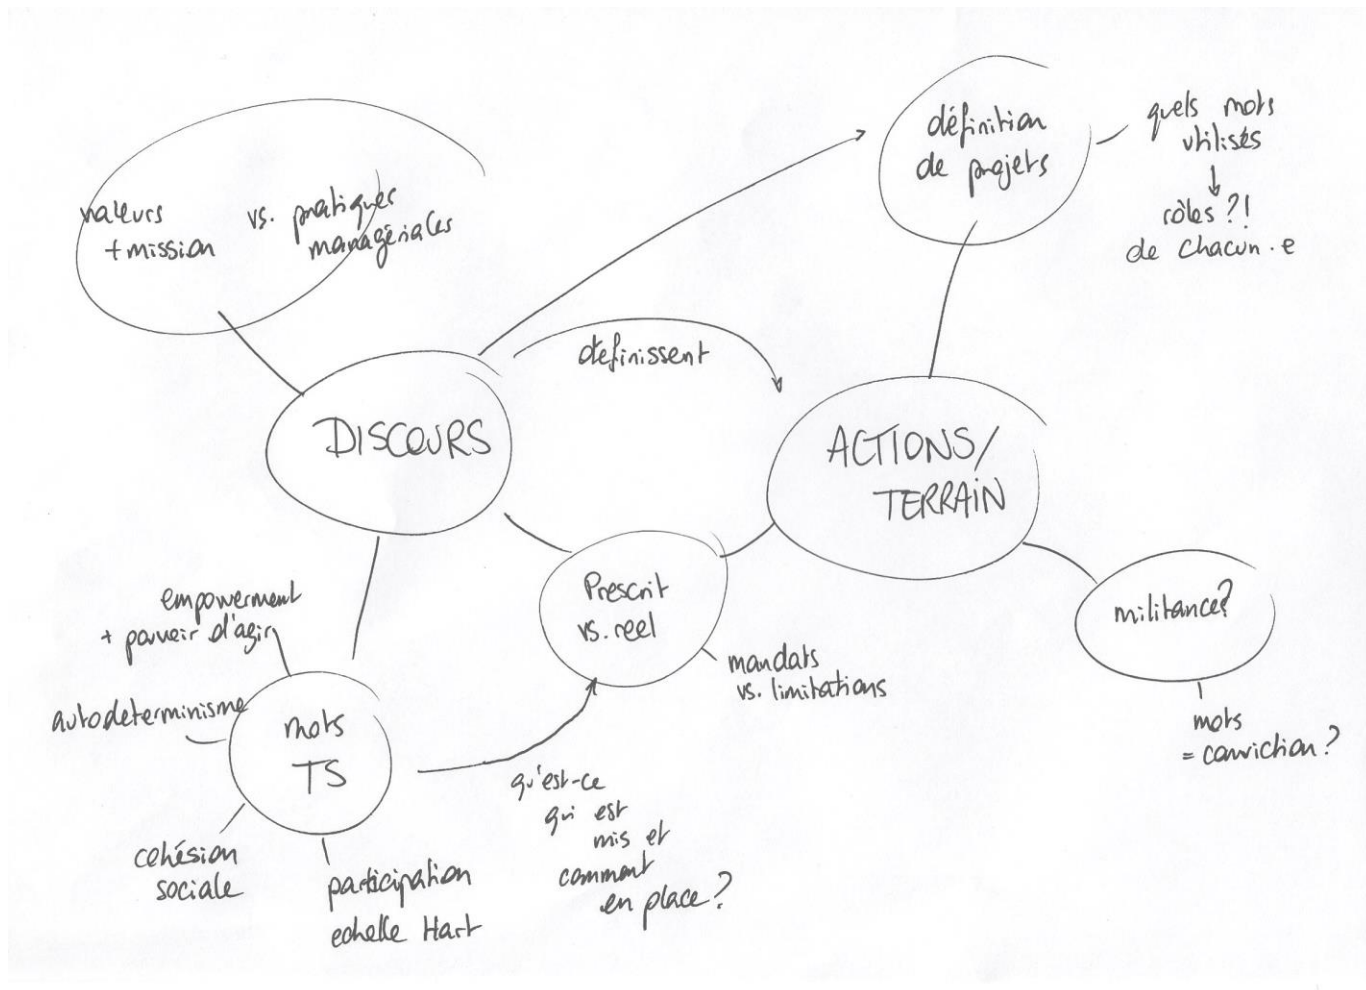 définition
de projets
quels mots
utilisés
rôles ?!
de chacun·e
valeurs
+ mission
vs. pratiques
managériales
définissent
DISCOURS
ACTIONS/
TERRAIN
Prescrit
vs. réel
mandats
vs. limitations
militance?
mots
= conviction ?
empowerment
+ pouvoir d'agir
autodéterminisme
mots
TS
cohésion
sociale
participation
echelle Hart
qu'est-ce
qui est
mis et
comment
en place ?